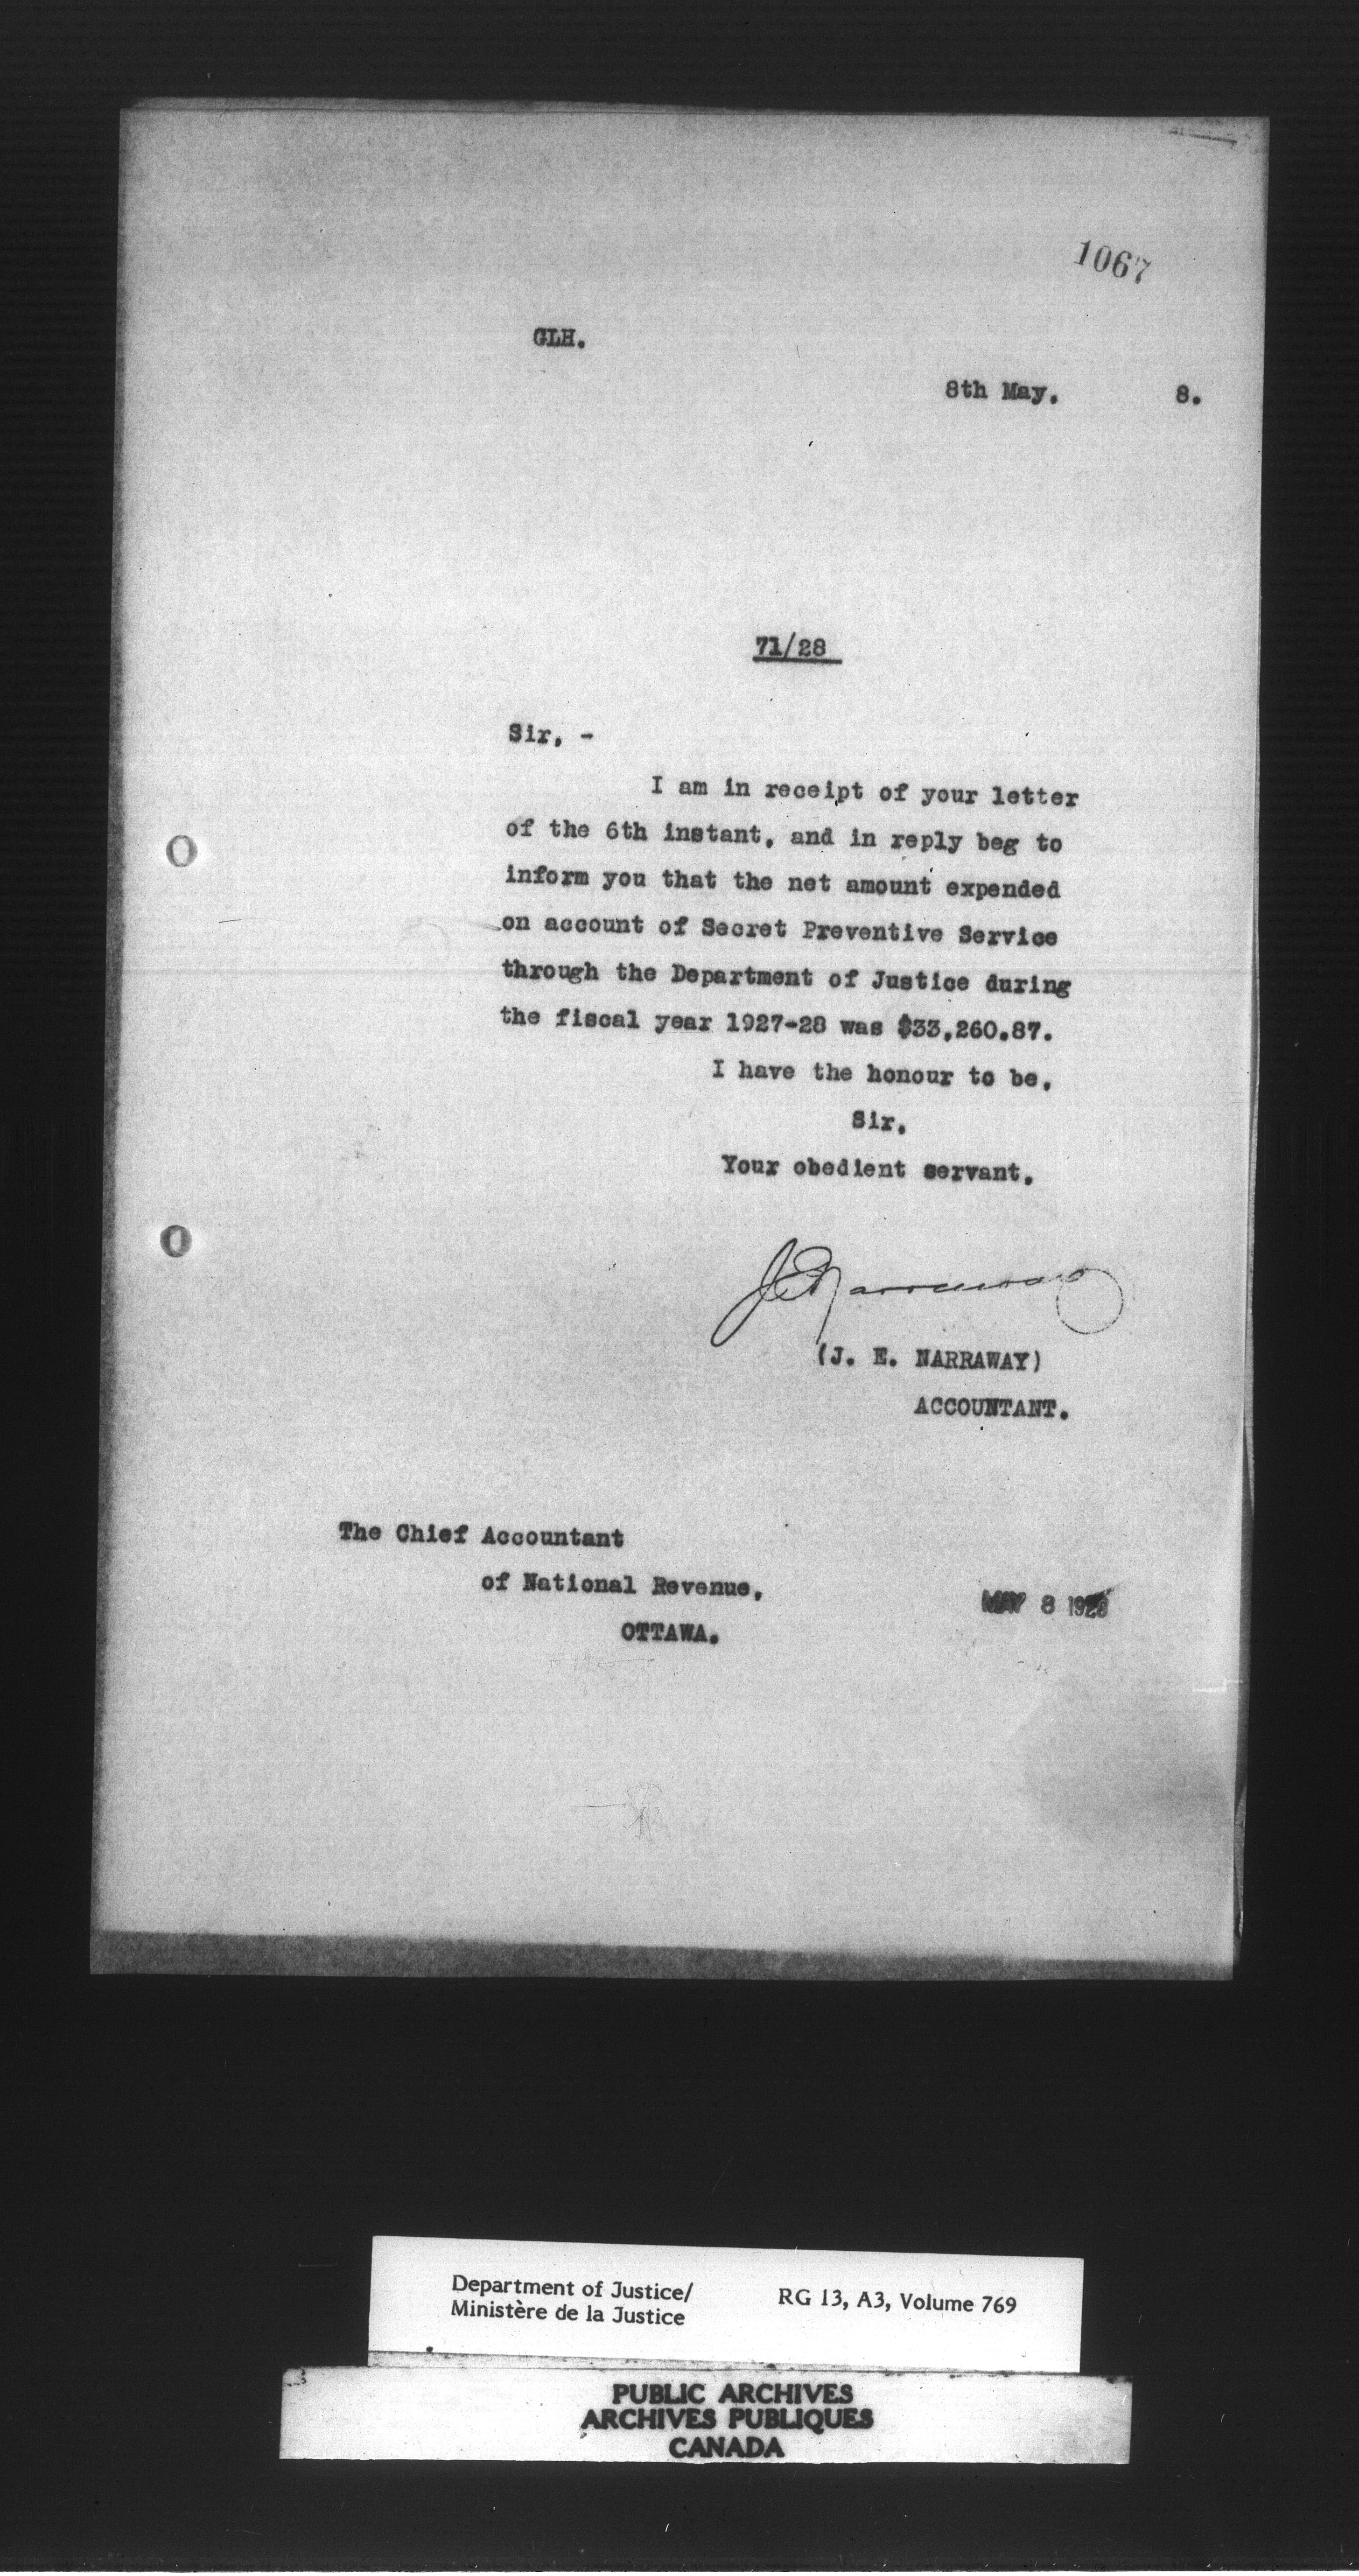 1067
GLH.
8th May. 8.
71/28
Sir, -
I am in receipt of your letter
of the 6th instant, and in reply beg to
inform you that the net amount expended
on account of Secret Preventive Service
through the Department of Justice during
the fiscal year 1927-28 was $33,260.87.
I have the honour to be,
Sir,
Your obedient servant,
J E Narraway
(J. E. NARRAWAY)
ACCOUNTANT.
The Chief Accountant
of National Revenue,
OTTAWA.
MAY 8 1928
Department of Justice/
Ministère de la Justice
RG 13, A3, Volume 769
PUBLIC ARCHIVES
ARCHIVES PUBLIQUES
CANADA